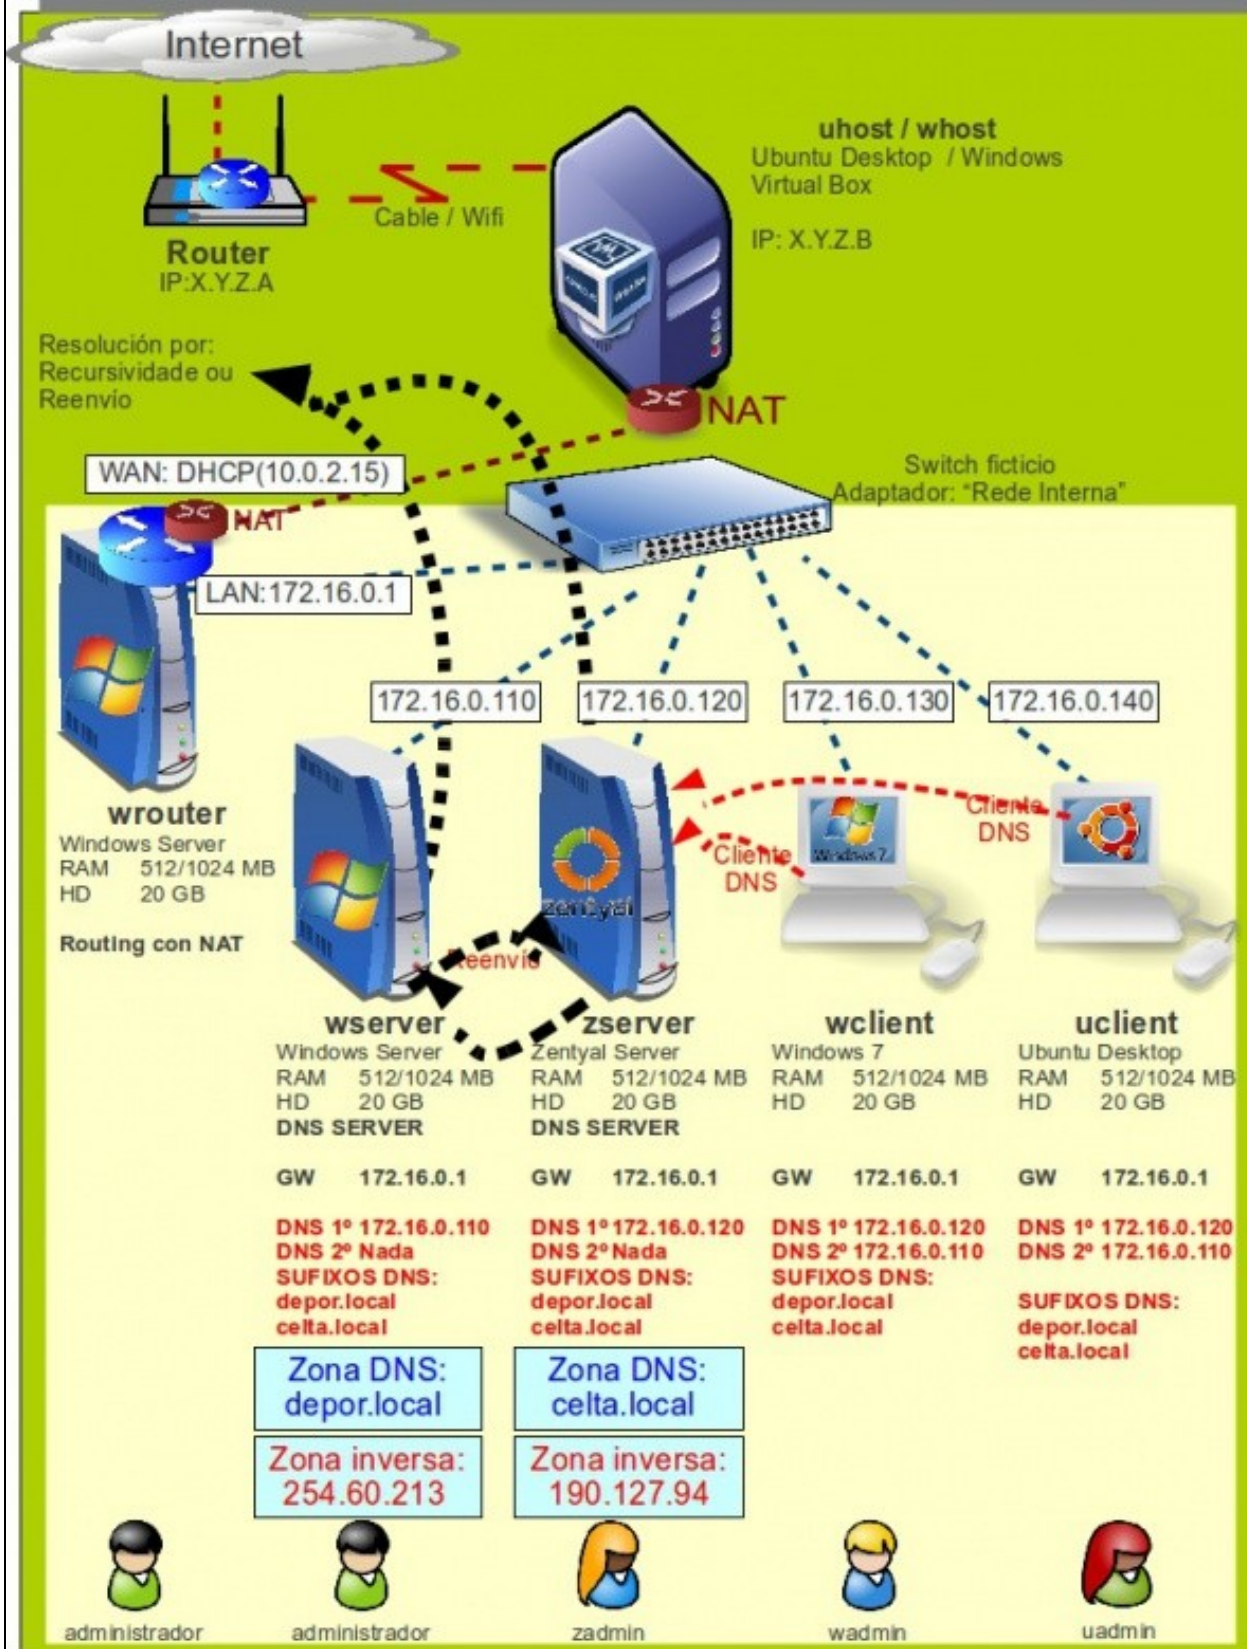 Internet
uhost / whost
Ubuntu Desktop / Windows
Virtual Box
IP: X.Y.Z.B
Cable / Wifi
Router
IP:X.Y.Z.A
Resolución por:
Recursividade ou
Reenvío
NAT
WAN: DHCP(10.0.2.15)
Switch ficticio
Adaptador: “Rede Interna”
NAT
LAN:172.16.0.1
172.16.0.110
172.16.0.120
172.16.0.130
172.16.0.140
wrouter
Windows Server
RAM 512/1024 MB
HD 20 GB
Routing con NAT
Cliente
DNS
Cliente
DNS
Windows 7
zentyal
Reenvío
wserver
Windows Server
RAM 512/1024 MB
HD 20 GB
DNS SERVER
GW 172.16.0.1
DNS 1º 172.16.0.110
DNS 2º Nada
SUFIXOS DNS:
depor.local
celta.local
Zona DNS:
depor.local
Zona inversa:
254.60.213
zserver
Zentyal Server
RAM 512/1024 MB
HD 20 GB
DNS SERVER
GW 172.16.0.1
DNS 1º 172.16.0.120
DNS 2º Nada
SUFIXOS DNS:
depor.local
celta.local
Zona DNS:
celta.local
Zona inversa:
190.127.94
wclient
Windows 7
RAM 512/1024 MB
HD 20 GB
GW 172.16.0.1
DNS 1º 172.16.0.120
DNS 2º 172.16.0.110
SUFIXOS DNS:
depor.local
celta.local
uclient
Ubuntu Desktop
RAM 512/1024 MB
HD 20 GB
GW 172.16.0.1
DNS 1º 172.16.0.120
DNS 2º 172.16.0.110
SUFIXOS DNS:
depor.local
celta.local
administrador
administrador
zadmin
wadmin
uadmin